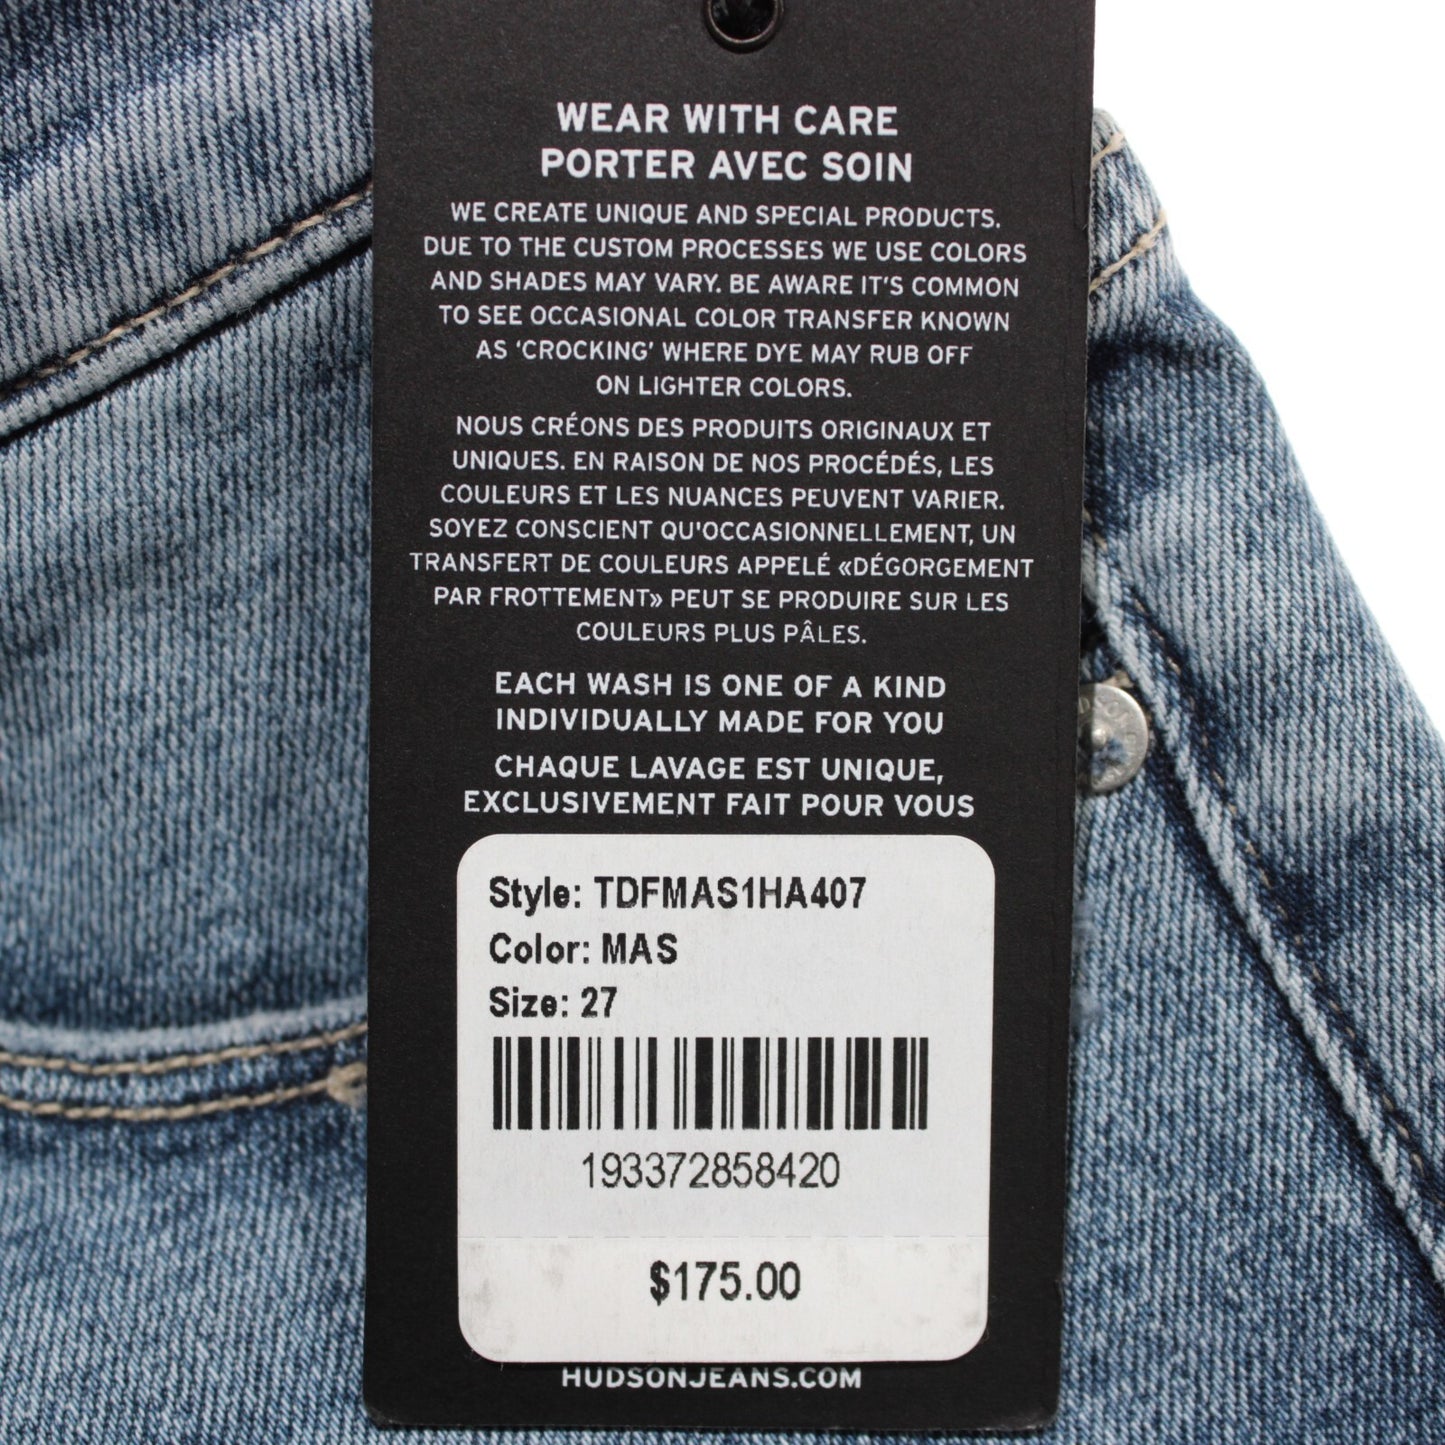 WEAR WITH CARE
PORTER AVEC SOIN
WE CREATE UNIQUE AND SPECIAL PRODUCTS.
DUE TO THE CUSTOM PROCESSES WE USE COLORS
AND SHADES MAY VARY. BE AWARE IT'S COMMON
TO SEE OCCASIONAL COLOR TRANSFER KNOWN
AS ‘CROCKING’ WHERE DYE MAY RUB OFF
ON LIGHTER COLORS.
NOUS CRÉONS DES PRODUITS ORIGINAUX ET
UNIQUES. EN RAISON DE NOS PROCÉDÉS, LES
COULEURS ET LES NUANCES PEUVENT VARIER.
SOYEZ CONSCIENT QU'OCCASIONNELLEMENT, UN
TRANSFERT DE COULEURS APPELÉ «DÉGORGEMENT
PAR FROTTEMENT» PEUT SE PRODUIRE SUR LES
COULEURS PLUS PÂLES.
EACH WASH IS ONE OF A KIND
INDIVIDUALLY MADE FOR YOU
CHAQUE LAVAGE EST UNIQUE,
EXCLUSIVEMENT FAIT POUR VOUS
Style: TDFMAS1HA407
Color: MAS
Size: 27
193372858420
$175.00
HUDSONJEANS.COM